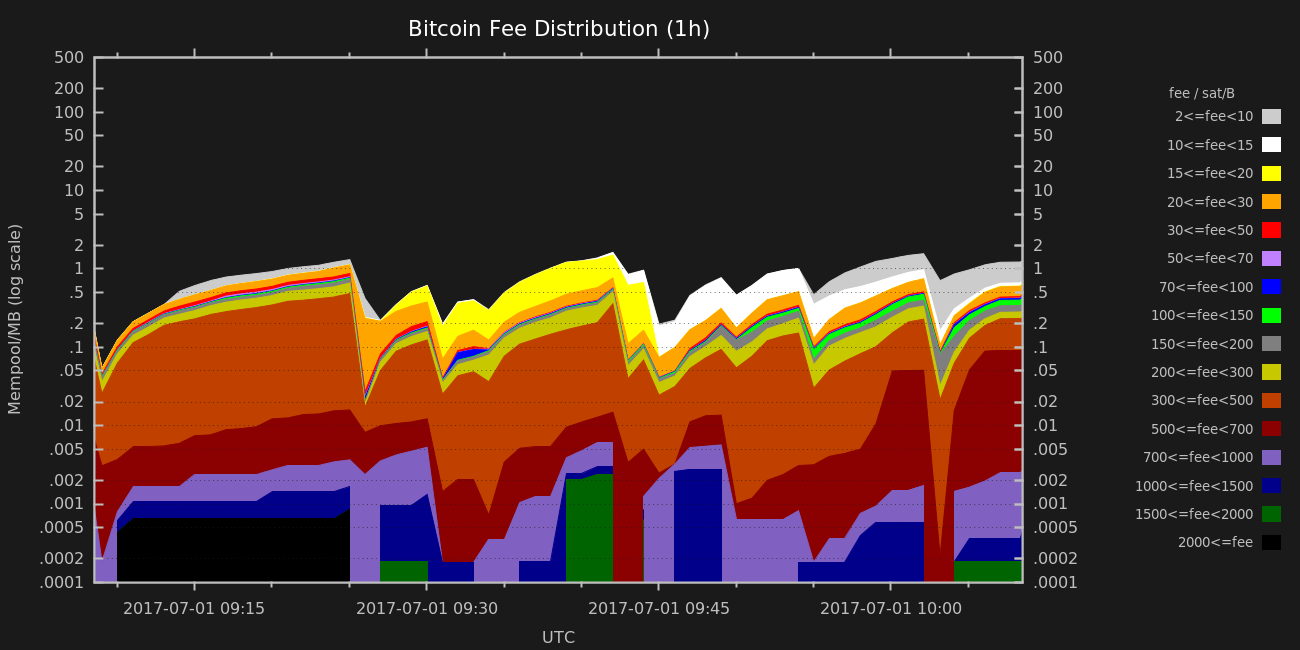 Bitcoin Fee Distribution (1h)
500
200
100
50
20
10
5
2
1
.5
.2
.1
.05
.02
.01
.005
.002
.001
.0005
.0002
.0001
Mempool/MB (log scale)
500
200
100
50
20
10
5
2
1
.5
.2
.1
.05
.02
.01
.005
.002
.001
.0005
.0002
.0001
2017-07-01 09:15 2017-07-01 09:30 2017-07-01 09:45 2017-07-01 10:00
UTC
fee / sat/B
2<=fee<10
10<=fee<15
15<=fee<20
20<=fee<30
30<=fee<50
50<=fee<70
70<=fee<100
100<=fee<150
150<=fee<200
200<=fee<300
300<=fee<500
500<=fee<700
700<=fee<1000
1000<=fee<1500
1500<=fee<2000
2000<=fee